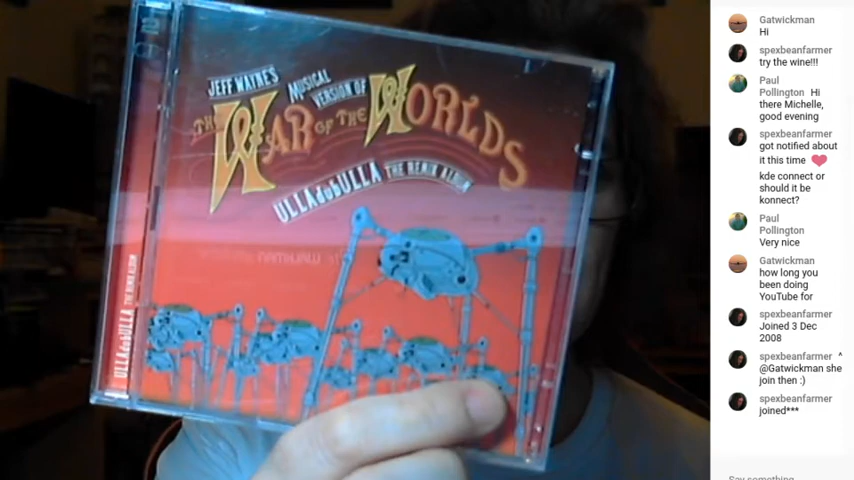 JEFF WAYNE'S
MUSICAL
VERSION OF
THE WAR OF THE WORLDS
ULLAdubULLA THE REMIX ALBUM
ULLAdubULLA THE REMIX ALBUM
2
Gatwickman
Hi
spexbeanfarmer
try the wine!!!
Paul
Pollington Hi
there Michelle,
good evening
spexbeanfarmer
got notified about
it this time ❤
kde connect or
should it be
konnect?
Paul
Pollington
Very nice
Gatwickman
how long you
been doing
YouTube for
spexbeanfarmer
Joined 3 Dec
2008
spexbeanfarmer ^
@Gatwickman she
join then :)
spexbeanfarmer
joined***
Say something